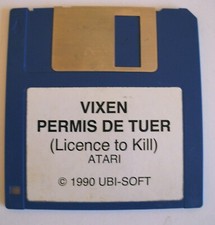 VIXEN
PERMIS DE TUER
(Licence to Kill)
ATARI
© 1990 UBI-SOFT